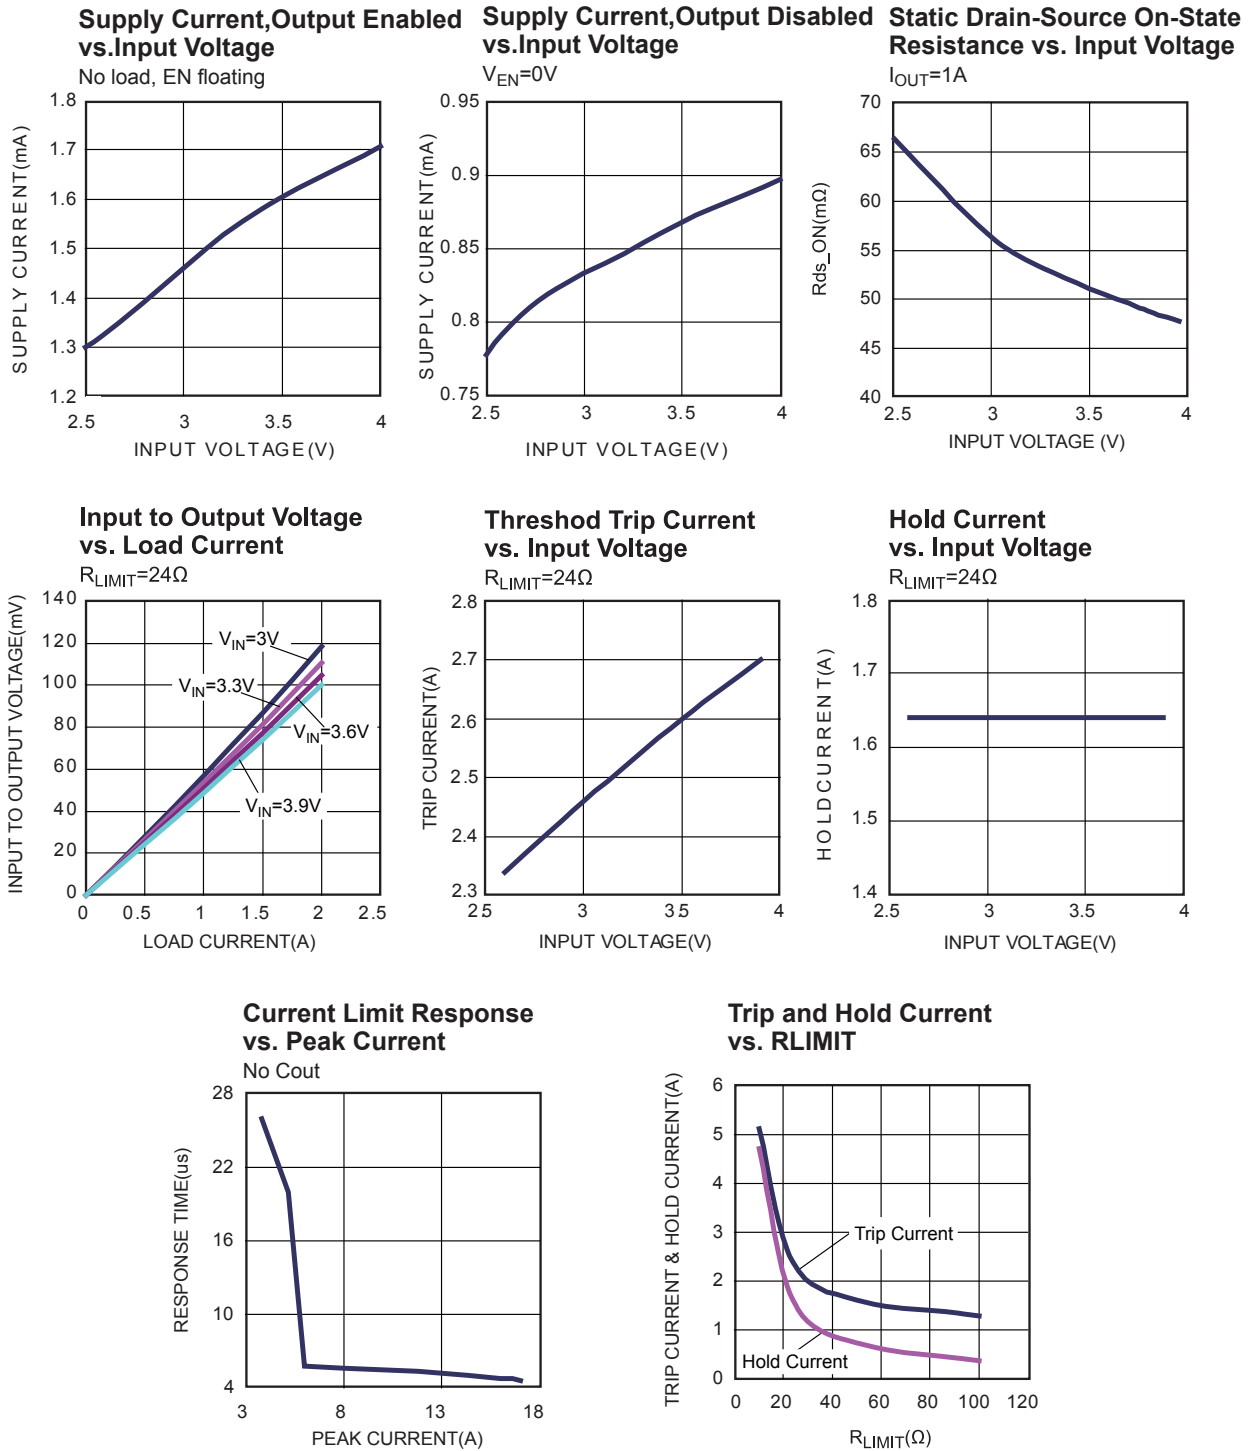 Supply Current,Output Enabled
vs.Input Voltage
No load, EN floating
SUPPLY CURRENT(mA)
1.8
1.7
1.6
1.5
1.4
1.3
1.2
2.5 3 3.5 4
INPUT VOLTAGE(V)
Supply Current,Output Disabled
vs.Input Voltage
VEN=0V
SUPPLY CURRENT(mA)
0.95
0.9
0.85
0.8
0.75
2.5 3 3.5 4
INPUT VOLTAGE(V)
Static Drain-Source On-State
Resistance vs. Input Voltage
IOUT=1A
Rds_ON(mΩ)
70
65
60
55
50
45
40
2.5 3 3.5 4
INPUT VOLTAGE (V)
Input to Output Voltage
vs. Load Current
RLIMIT=24Ω
INPUT TO OUTPUT VOLTAGE(mV)
140
120
100
80
60
40
20
0
VIN=3V
VIN=3.3V
VIN=3.6V
VIN=3.9V
0 0.5 1 1.5 2 2.5
LOAD CURRENT(A)
Threshod Trip Current
vs. Input Voltage
RLIMIT=24Ω
TRIP CURRENT(A)
2.8
2.7
2.6
2.5
2.4
2.3
2 5 3 3 5 4
INPUT VOLTAGE(V)
Hold Current
vs. Input Voltage
RLIMIT=24Ω
HOLDCURRENT(A)
1.8
1.7
1.6
1.5
1.4
2.5 3 3.5 4
INPUT VOLTAGE(V)
Current Limit Response
vs. Peak Current
No Cout
RESPONSE TIME(us)
28
22
16
10
4
3 8 13 18
PEAK CURRENT(A)
Trip and Hold Current
vs. RLIMIT
TRIP CURRENT & HOLD CURRENT(A)
6
5
4
3
2
1
0
Trip Current
Hold Current
0 20 40 60 80 100 120
RLIMIT(Ω)